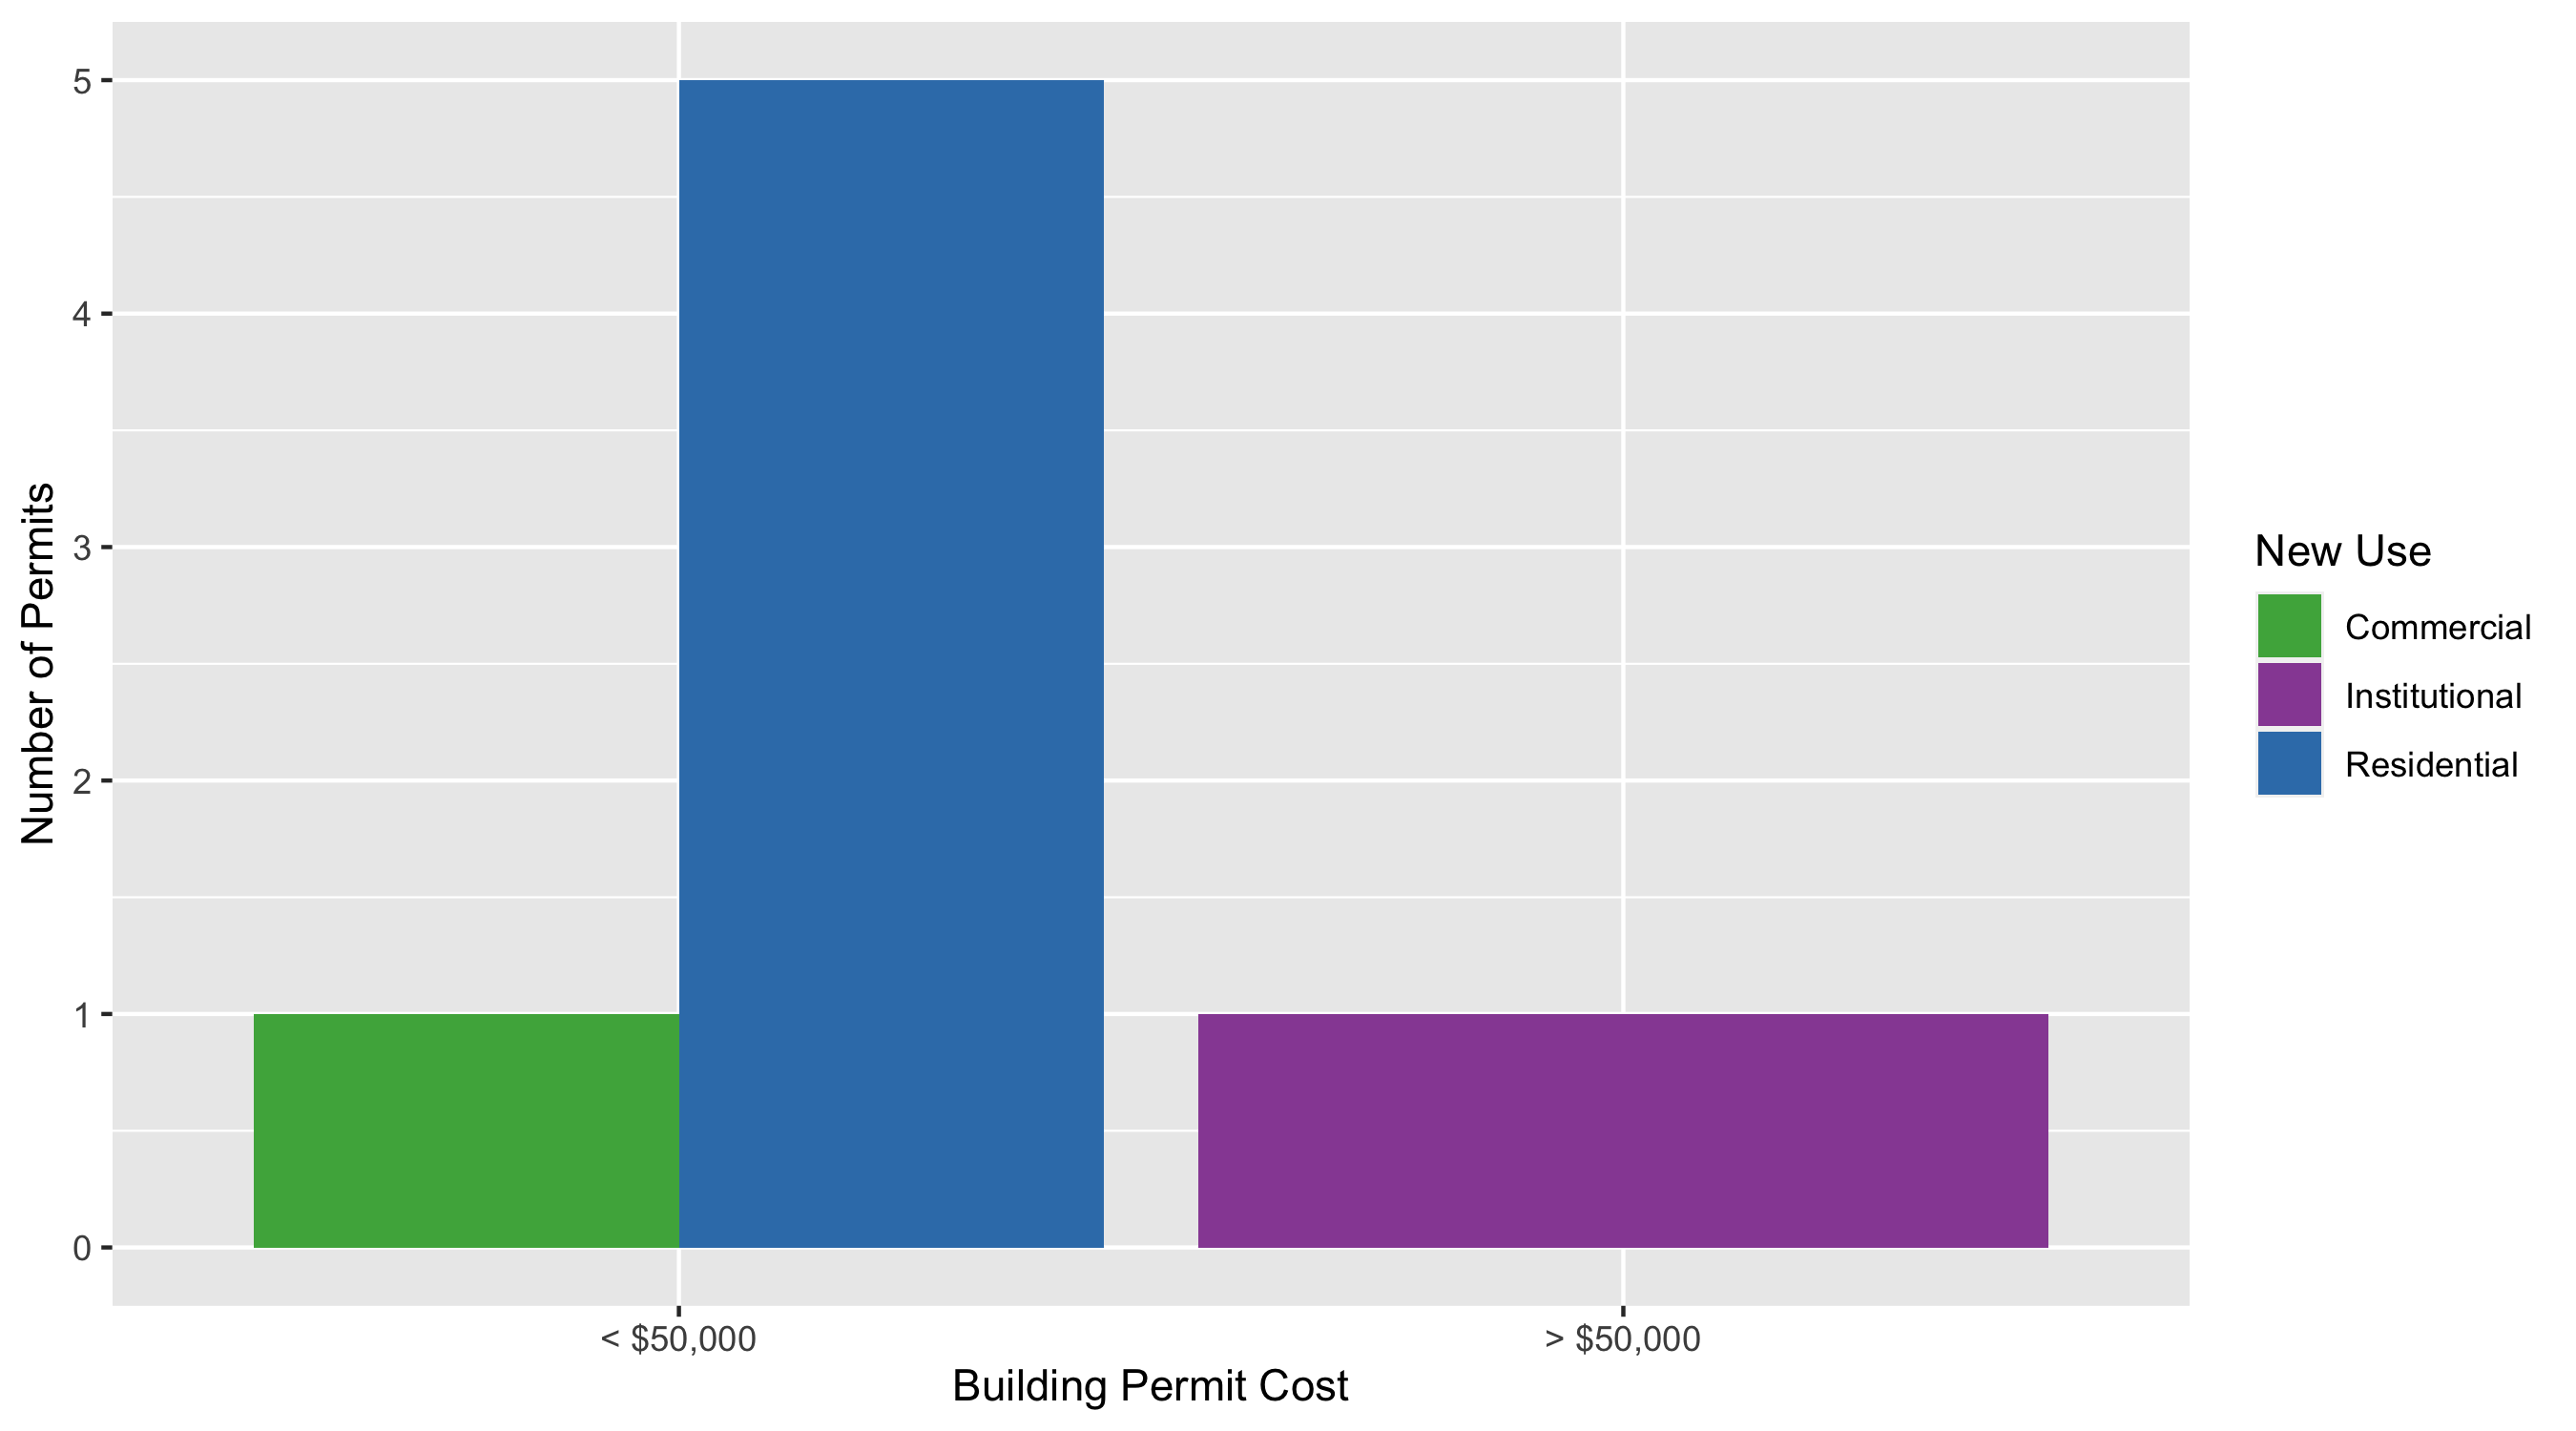 5
4
3
2
1
0
Number of Permits
< $50,000
> $50,000
Building Permit Cost
New Use
Commercial
Institutional
Residential